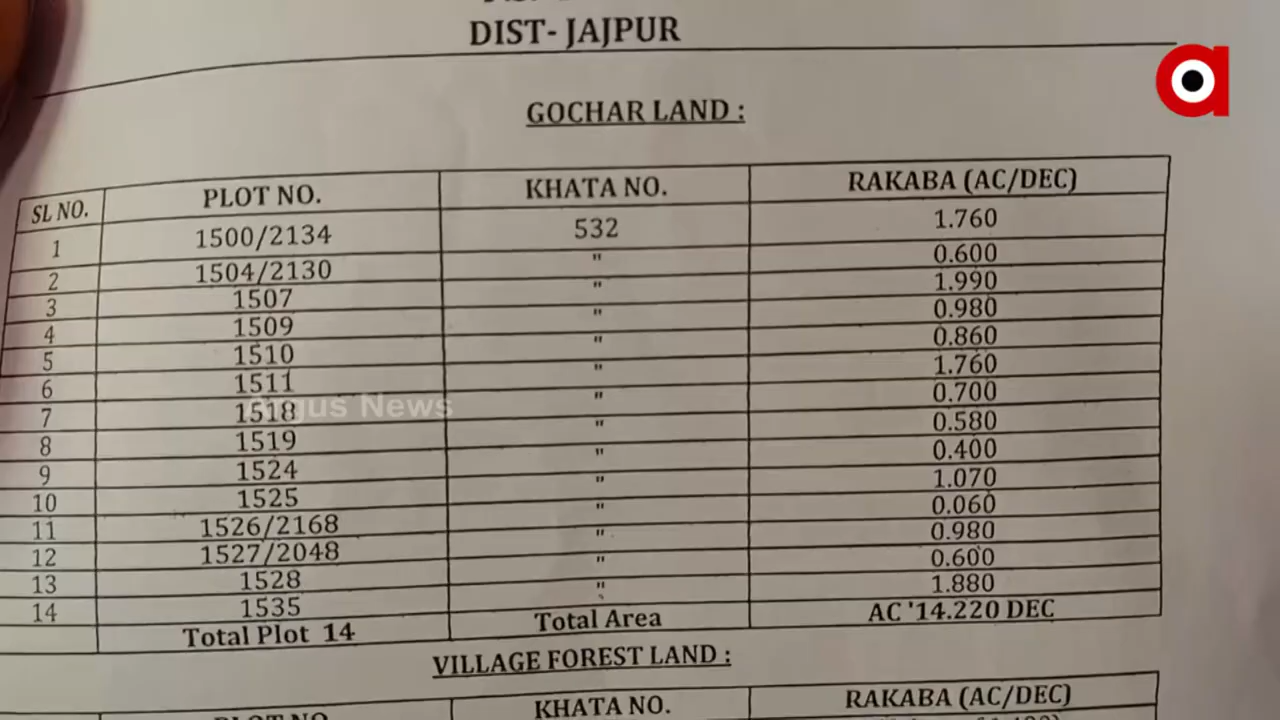 DIST- JAJPUR
GOCHAR LAND :
SL NO. PLOT NO. KHATA NO. RAKABA (AC/DEC)
1 1500/2134 532 1.760
2 1504/2130 " 0.600
3 1507 " 1.990
4 1509 " 0.980
5 1510 " 0.860
6 1511 " 1.760
7 1518 " 0.700
8 1519 " 0.580
9 1524 " 0.400
10 1525 " 1.070
11 1526/2168 " 0.060
12 1527/2048 " 0.980
13 1528 " 0.600
14 1535 " 1.880
Total Plot 14 Total Area AC '14.220 DEC
Argus News
VILLAGE FOREST LAND :
PLOT NO. KHATA NO. RAKABA (AC/DEC)